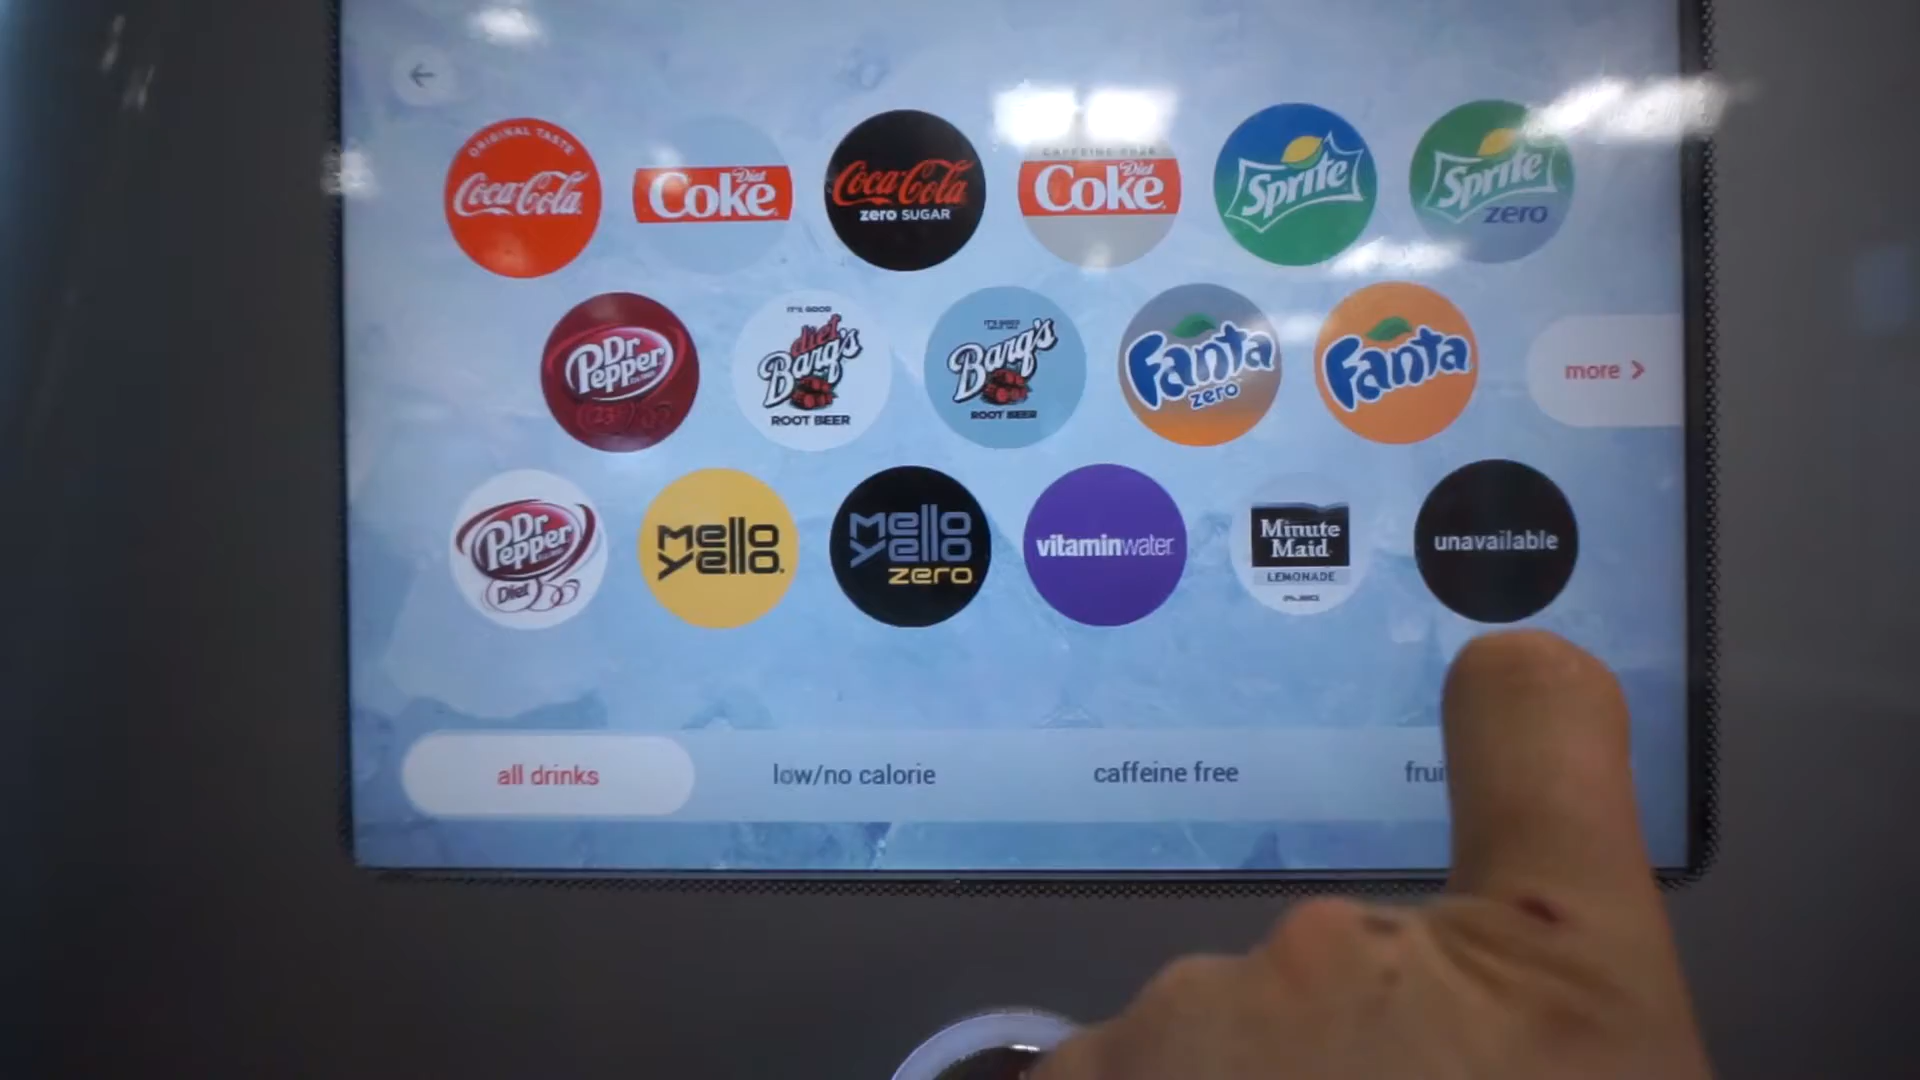 ORIGINAL TASTE
Coca-Cola
Diet
Coke
Coca-Cola
zero SUGAR
CAFFEINE FREE
Diet
Coke
Sprite
Sprite
zero
Dr
Pepper
23
IT'S GOOD
diet
Barq's
ROOT BEER
IT'S GOOD
Barq's
ROOT BEER
Fanta
zero
Fanta
more
Dr
Pepper
Diet
mello
yello
mello
yello
zero
vitaminwater
Minute
Maid
LEMONADE
unavailable
all drinks
low/no calorie
caffeine free
frui